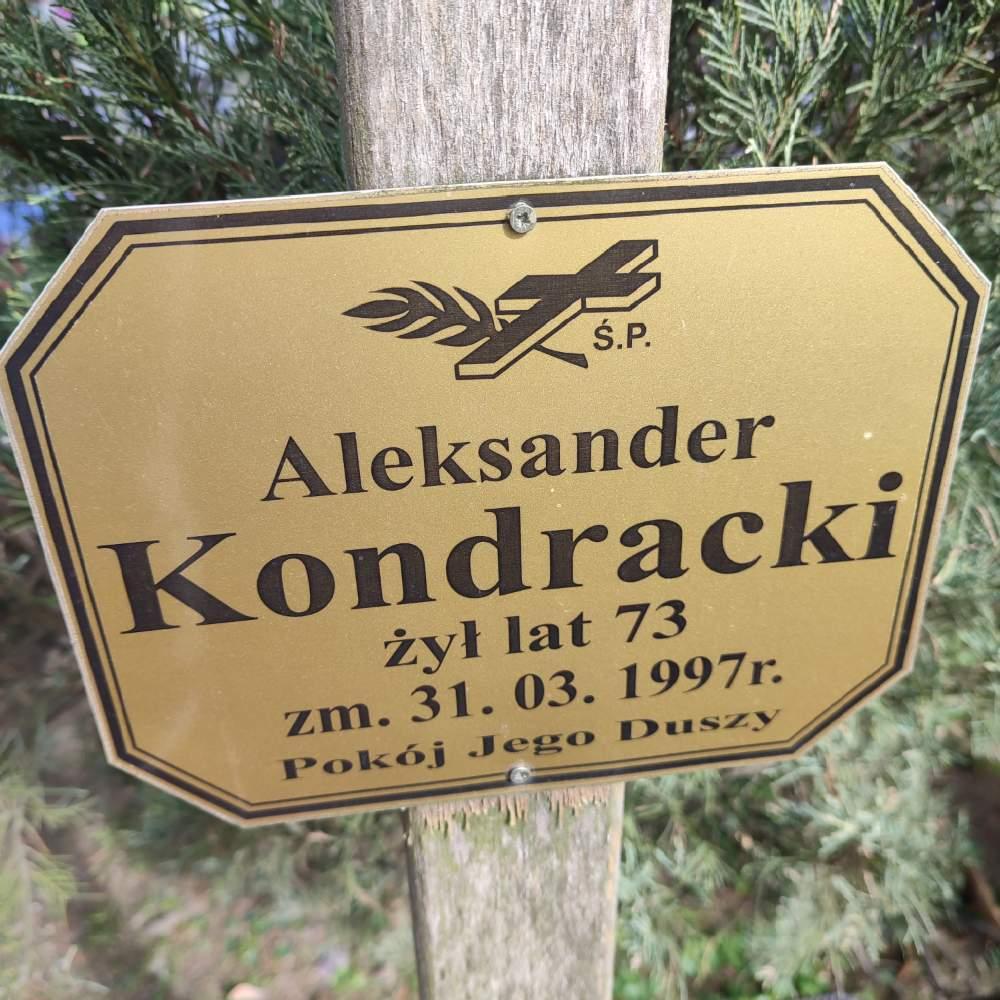 Ś.P.
Aleksander
Kondracki
żył lat 73
zm. 31. 03. 1997r.
Pokój Jego Duszy